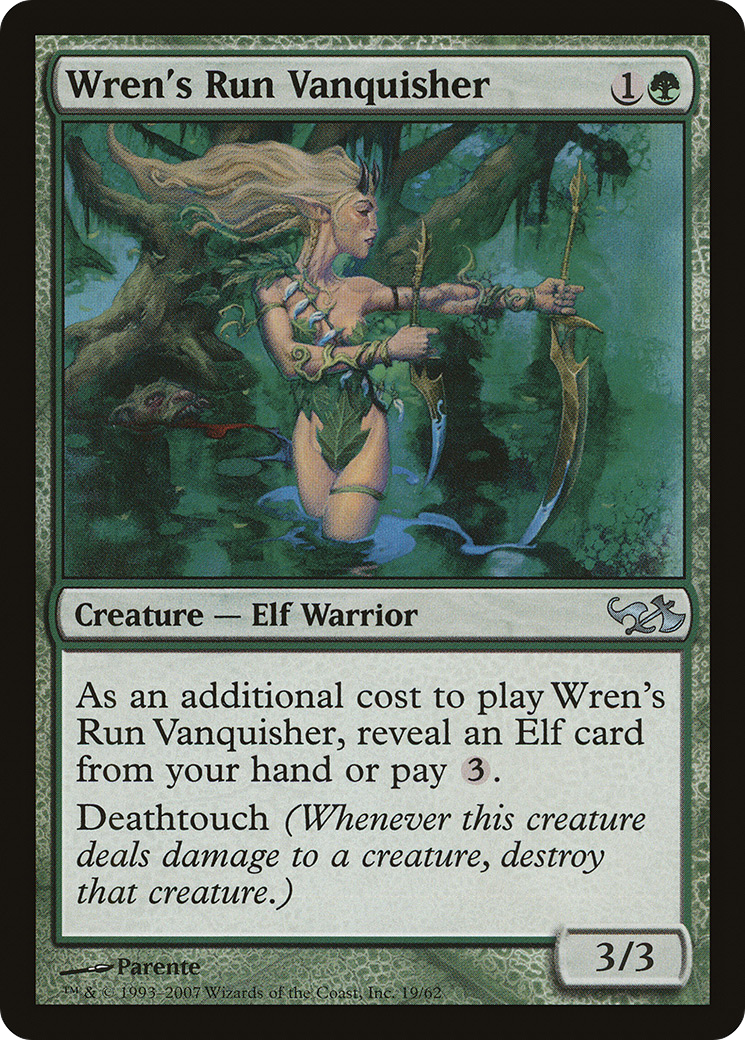 Wren's Run Vanquisher 1
Creature — Elf Warrior
As an additional cost to play Wren's
Run Vanquisher, reveal an Elf card
from your hand or pay 3.
Deathtouch (Whenever this creature
deals damage to a creature, destroy
that creature.)
3/3
Parente
™ & © 1993–2007 Wizards of the Coast, Inc. 19/62